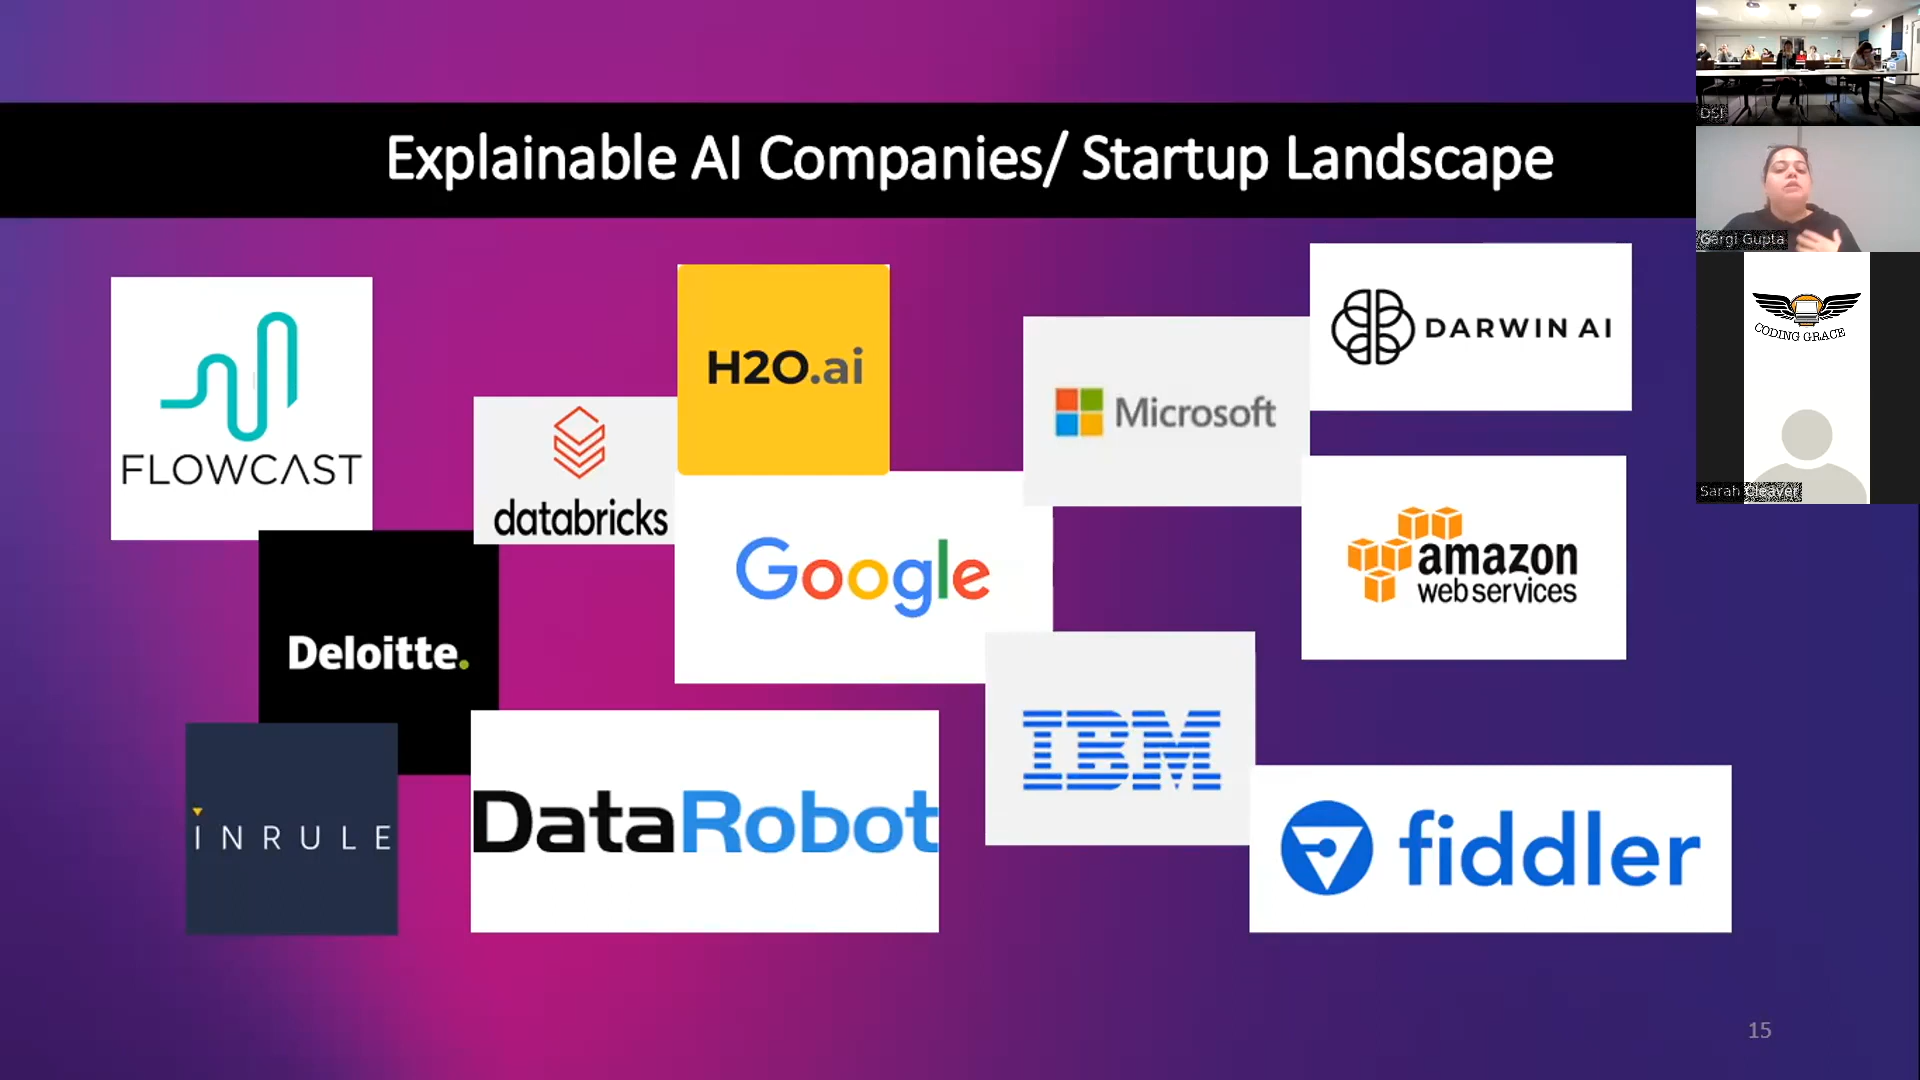 Explainable AI Companies/ Startup Landscape
FLOWCAST
databricks
H2O.ai
Microsoft
DARWIN AI
Google
amazon
web services
Deloitte.
INRULE
DataRobot
IBM
fiddler
15
DSI
Gargi Gupta
CODING GRACE
Sarah Cleaver